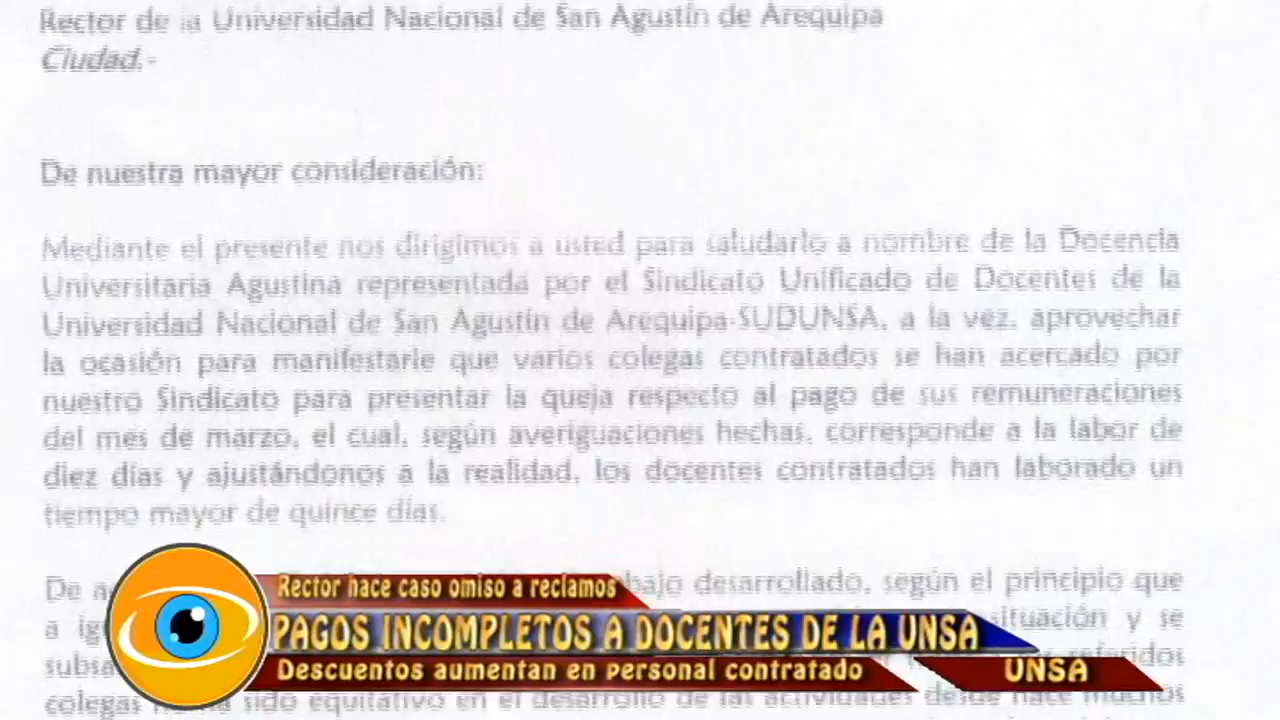 Rector de la Universidad Nacional de San Agustín de Arequipa
Ciudad.-
De nuestra mayor consideración:
Mediante el presente nos dirigimos a usted para saludarlo a nombre de la Docencia
Universitaria Agustina representada por el Sindicato Unificado de Docentes de la
Universidad Nacional de San Agustín de Arequipa-SUDUNSA, a la vez, aprovechar
la ocasión para manifestarle que varios colegas contratados se han acercado por
nuestro Sindicato para presentar la queja respecto al pago de sus remuneraciones
del mes de marzo, el cual, según averiguaciones hechas, corresponde a la labor de
diez días y ajustándonos a la realidad, los docentes contratados han laborado un
tiempo mayor de quince días.
De desarrollado, según el principio que
a situación y se
referidos
colegas sido equitativo en el desarrollo de las actividades desde hace muchos
Rector hace caso omiso a reclamos
PAGOS INCOMPLETOS A DOCENTES DE LA UNSA
Descuentos aumentan en personal contratado
UNSA